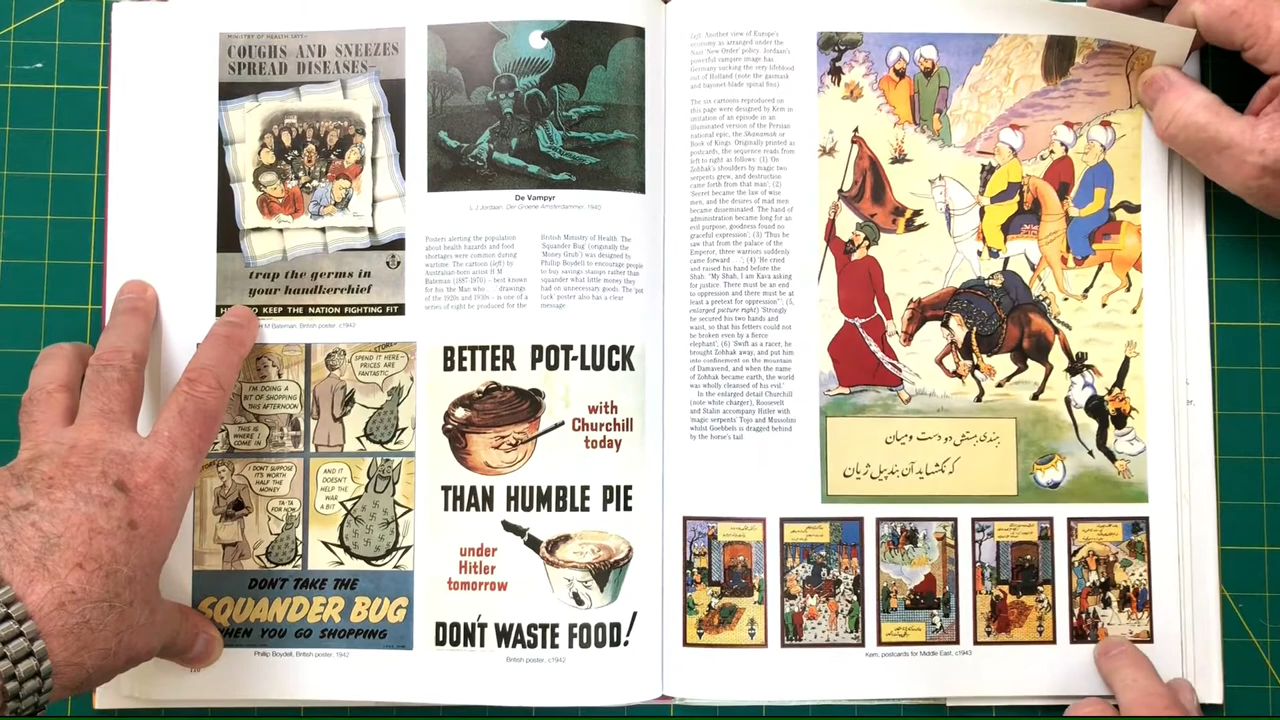 MINISTRY OF HEALTH SAYS-
COUGHS AND SNEEZES
SPREAD DISEASES-
trap the germs in
your handkerchief
TO KEEP THE NATION FIGHTING FIT
H M Bateman, British poster, c1942
De Vampyr
L J Jordaan, Der Groene Amsterdammer, 1940
Posters alerting the population
about health hazards and food
shortages were common during
wartime. The cartoon (left) by
Australian-born artist H M
Bateman (1887-1970) – best known
for his 'the Man who . . .' drawings
of the 1920s and 1930s – is one of a
series of eight he produced for the
British Ministry of Health. The
'Squander Bug' (originally the
'Money Grub') was designed by
Phillip Boydell to encourage people
to buy savings stamps rather than
squander what little money they
had on unnecessary goods. The 'pot
luck' poster also has a clear
message.
I'M DOING A
BIT OF SHOPPING
THIS AFTERNOON
THIS IS
WHERE I
COME IN
STORES
SPEND IT HERE–
PRICES ARE
FANTASTIC
STORE
I DON'T SUPPOSE
IT'S WORTH
HALF THE
MONEY
TA-TA
FOR NOW
AND IT
DOESN'T
HELP THE
WAR
A BIT
DON'T TAKE THE
SQUANDER BUG
WHEN YOU GO SHOPPING
Phillip Boydell, British poster, 1942
BETTER POT-LUCK
with
Churchill
today
THAN HUMBLE PIE
under
Hitler
tomorrow
DON'T WASTE FOOD!
British poster, c1942
Left: Another view of Europe's
economy as arranged under the
Nazi 'New Order' policy. Jordaan's
powerful vampire image has
Germany sucking the very lifeblood
out of Holland (note the gasmask
and bayonet-blade spinal fins).
The six cartoons reproduced on
this page were designed by Kem in
imitation of an episode in an
illuminated version of the Persian
national epic, the Shanamah or
Book of Kings. Originally printed as
postcards, the sequence reads from
left to right as follows: (1) 'On
Zohhak's shoulders by magic two
serpents grew, and destruction
came forth from that man'; (2)
'Secret became the law of wise
men, and the desires of mad men
became disseminated. The hand of
administration became long for an
evil purpose, goodness found no
graceful expression'; (3) 'Thus he
saw that from the palace of the
Emperor, three warriors suddenly
came forward . . .'; (4) 'He cried
and raised his hand before the
Shah: "My Shah, I am Kava asking
for justice. There must be an end
to oppression and there must be at
least a pretext for oppression"'; (5,
enlarged picture right) 'Strongly
he secured his two hands and
waist, so that his fetters could not
be broken even by a fierce
elephant'; (6) 'Swift as a racer, he
brought Zohhak away, and put him
into confinement on the mountain
of Damavend, and when the name
of Zohhak became earth, the world
was wholly cleansed of his evil.'
In the enlarged detail Churchill
(note white charger), Roosevelt
and Stalin accompany Hitler with
'magic serpents' Tojo and Mussolini
whilst Goebbels is dragged behind
by the horse's tail.
ببندی ببستش دو دست و میان
که نگشاید آن بند پیل ژیان
Kem, postcards for Middle East, c1943